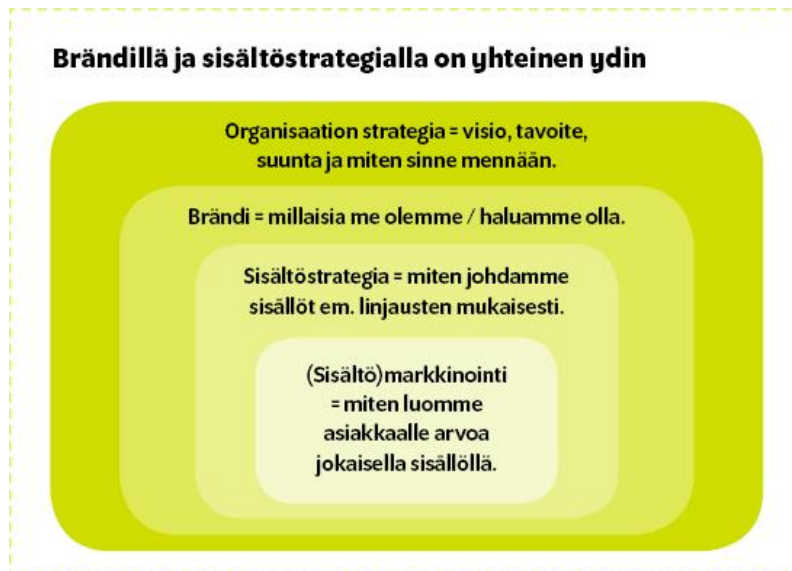 Brändillä ja sisältöstrategialla on yhteinen ydin
Organisaation strategia = visio, tavoite,
suunta ja miten sinne mennään.
Brändi = millaisia me olemme / haluamme olla.
Sisältöstrategia = miten johdamme
sisällöt em. linjausten mukaisesti.
(Sisältö)markkinointi
= miten luomme
asiakkaalle arvoa
jokaisella sisällöllä.